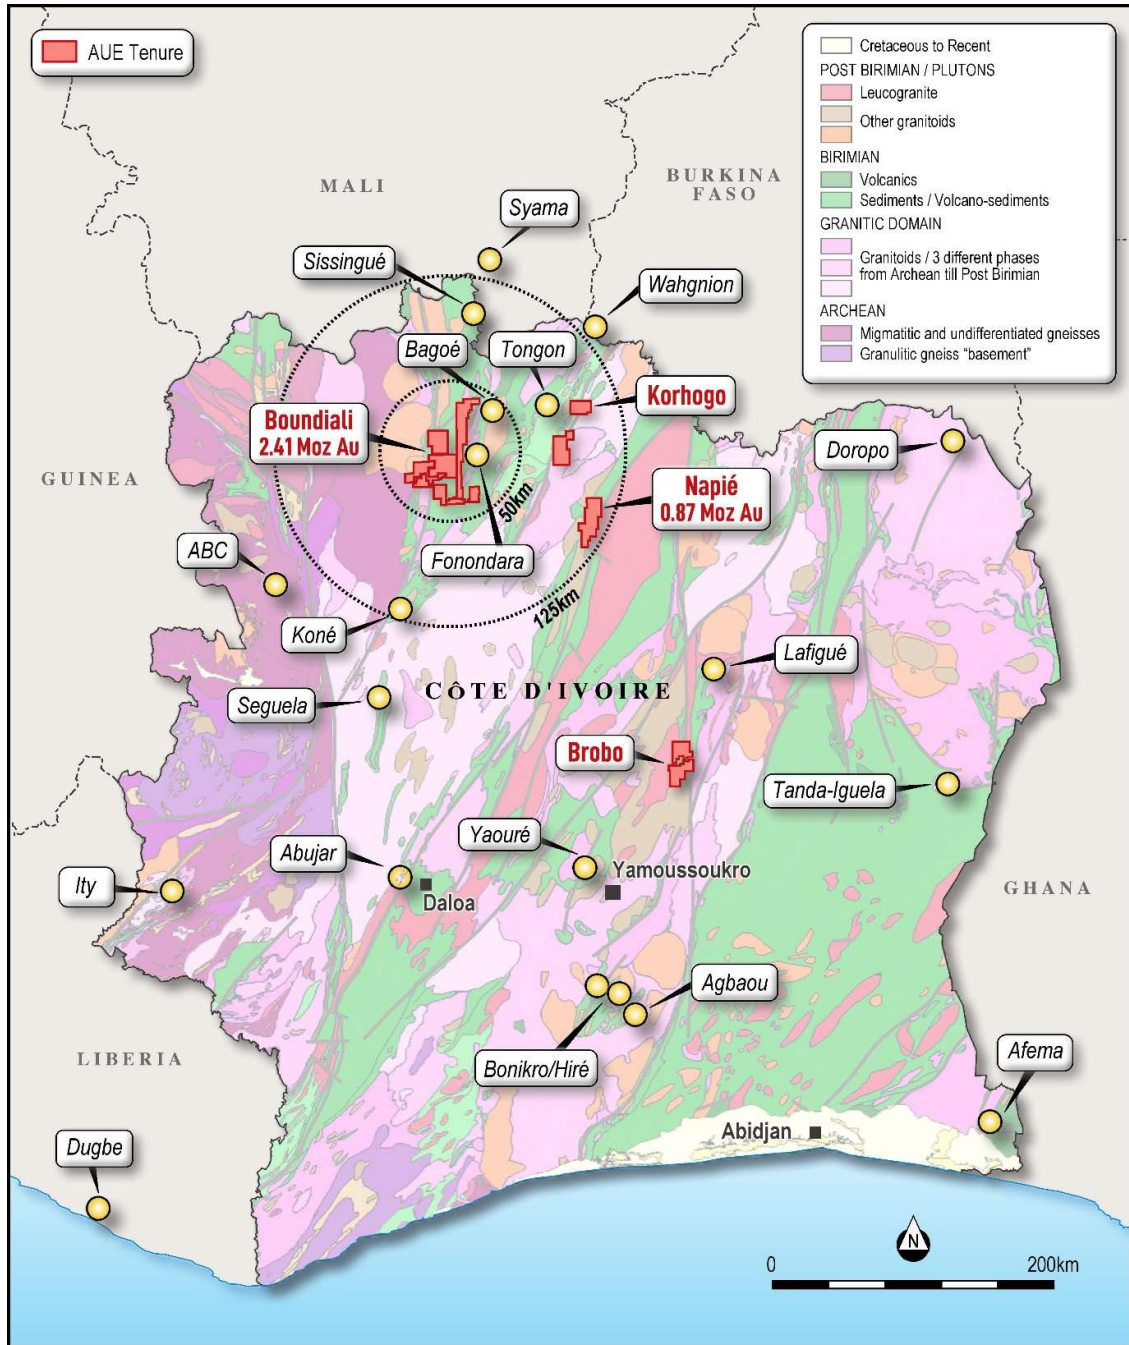 AUE Tenure
Cretaceous to Recent
POST BIRIMIAN / PLUTONS
Leucogranite
Other granitoids
BIRIMIAN
Volcanics
Sediments / Volcano-sediments
GRANITIC DOMAIN
Granitoids / 3 different phases
from Archean till Post Birimian
ARCHEAN
Migmatitic and undifferentiated gneisses
Granulitic gneiss "basement"
MALI
BURKINA
FASO
Syama
Sissingué
Wahgnion
Bagoé
Tongon
Korhogo
Boundiali
2.41 Moz Au
Doropo
GUINEA
Napié
0.87 Moz Au
50km
Fonondara
ABC
125km
Koné
Lafigué
CÔTE D'IVOIRE
Seguela
Brobo
Tanda-Iguela
Yaouré
Abujar
Yamoussoukro
Ity
Daloa
GHANA
Agbaou
Bonikro/Hiré
LIBERIA
Afema
Abidjan
Dugbe
N
0
200km